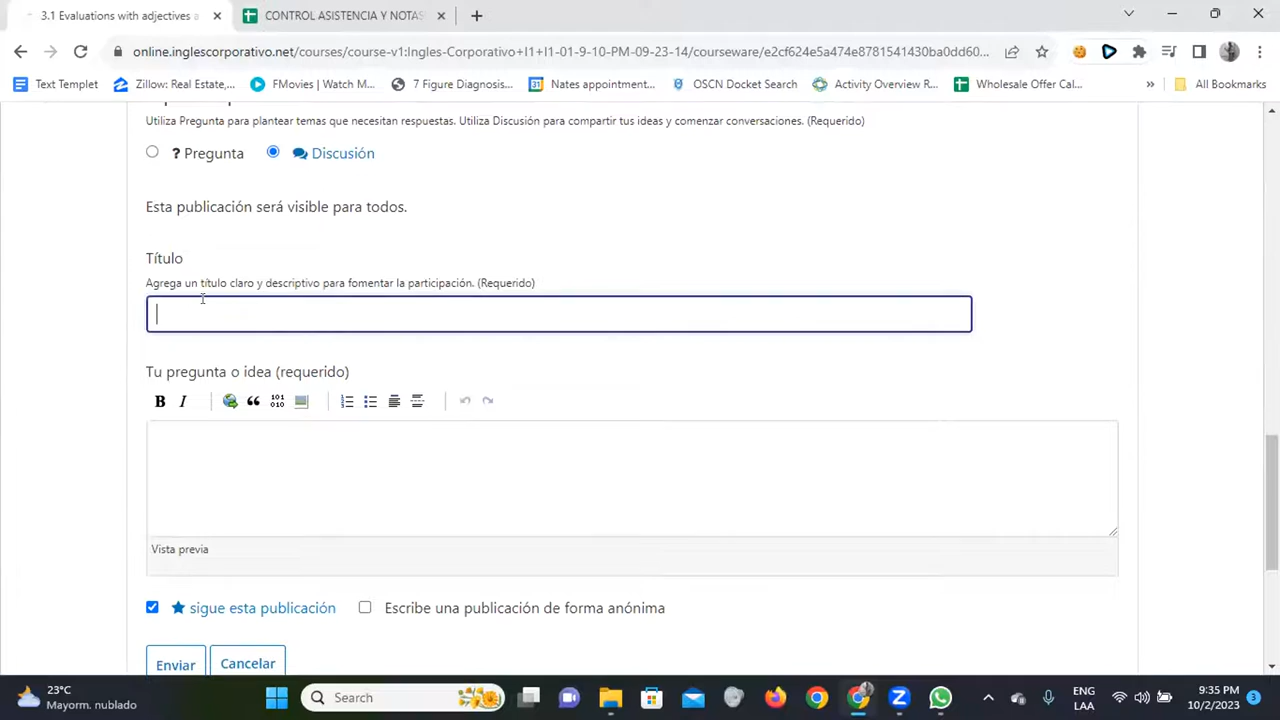 3.1 Evaluations with adjectives a
CONTROL ASISTENCIA Y NOTAS
online.inglescorporativo.net/courses/course-v1:Ingles-Corporativo+I1+I1-01-9-10-PM-09-23-14/courseware/e2cf624e5a474e8781541430ba0dd60...
Text Templet
Zillow: Real Estate,...
FMovies | Watch M...
7 Figure Diagnosis...
Nates appointment...
OSCN Docket Search
Activity Overview R...
Wholesale Offer Cal...
»
All Bookmarks
Utiliza Pregunta para plantear temas que necesitan respuestas. Utiliza Discusión para compartir tus ideas y comenzar conversaciones. (Requerido)
? Pregunta
Discusión
Esta publicación será visible para todos.
Título
Agrega un título claro y descriptivo para fomentar la participación. (Requerido)
Tu pregunta o idea (requerido)
B I
101
010
Vista previa
sigue esta publicación
Escribe una publicación de forma anónima
Enviar
Cancelar
23°C
Mayorm. nublado
Search
ENG
LAA
9:35 PM
10/2/2023